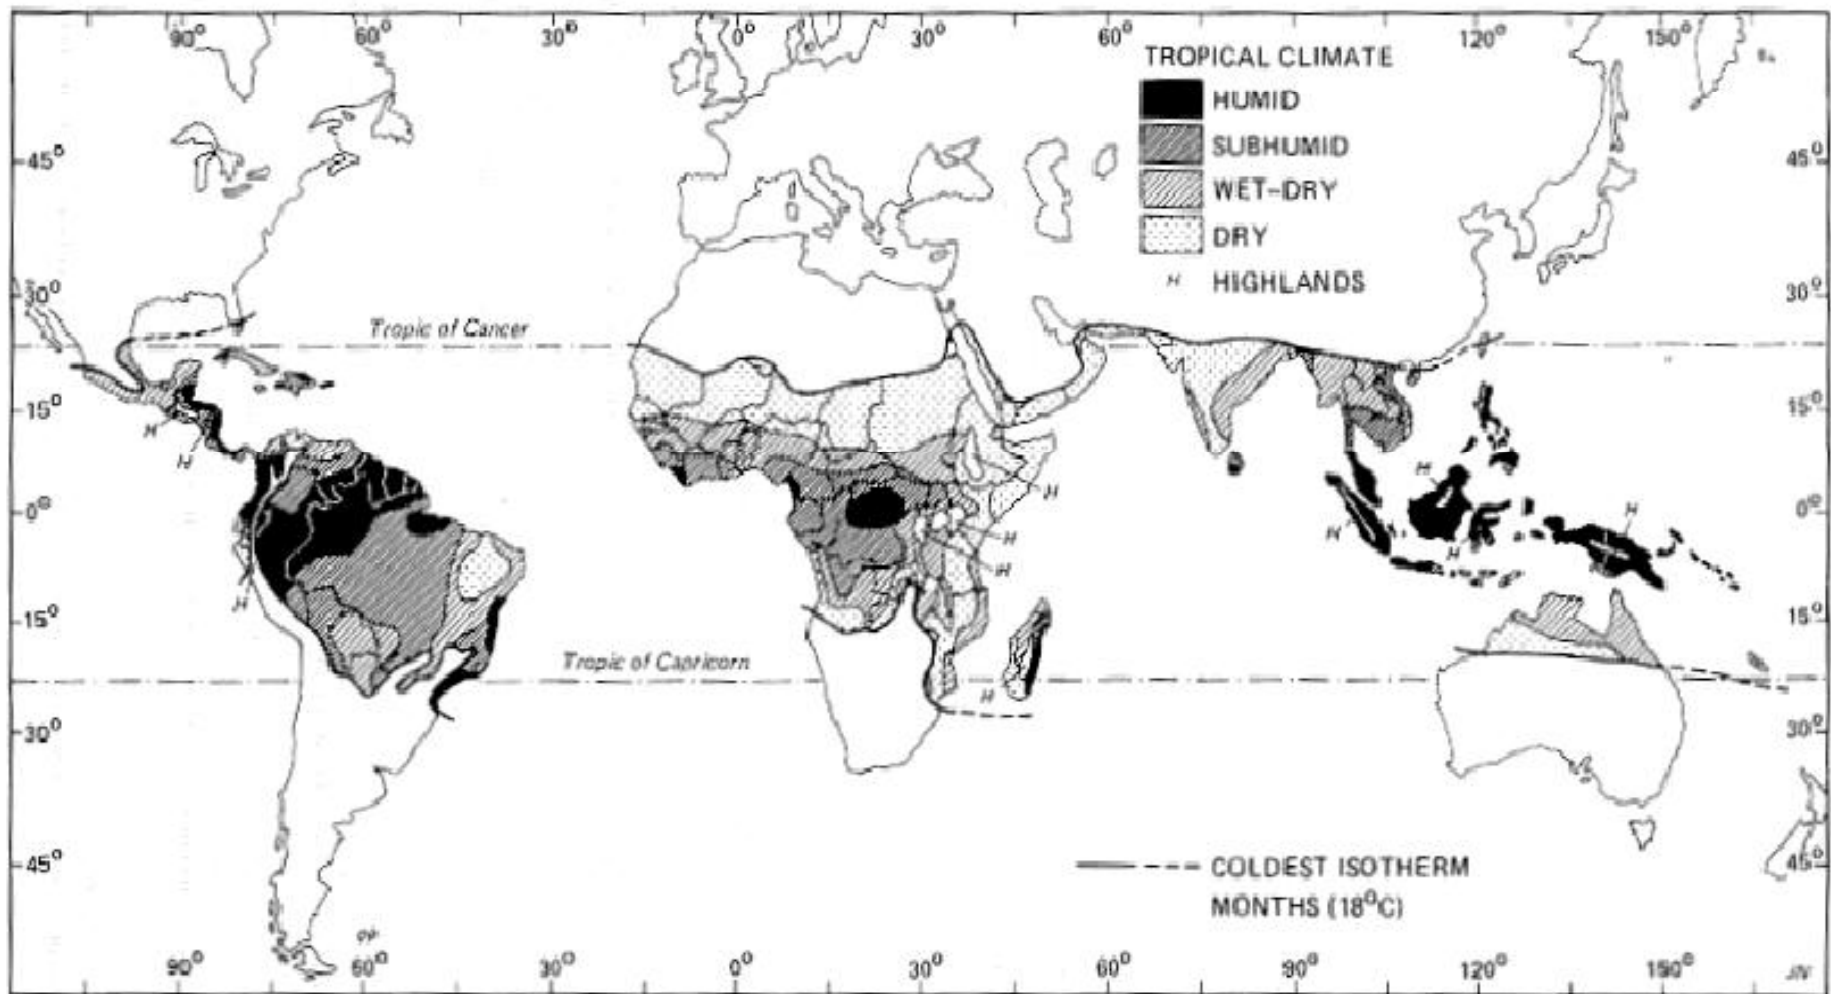 90° 60° 30° 0° 30° 60° 120° 150°
TROPICAL CLIMATE
HUMID
SUBHUMID
WET-DRY
DRY
H HIGHLANDS
45° 45°
30° 30°
Tropic of Cancer
15° 15°
H
H
H
H
H
H
H
H
H
H
0° 0°
15° 15°
Tropic of Capricorn
H
30° 30°
45° 45°
COLDEST ISOTHERM
MONTHS (18°C)
90° 60° 30° 0° 30° 60° 90° 120° 150°